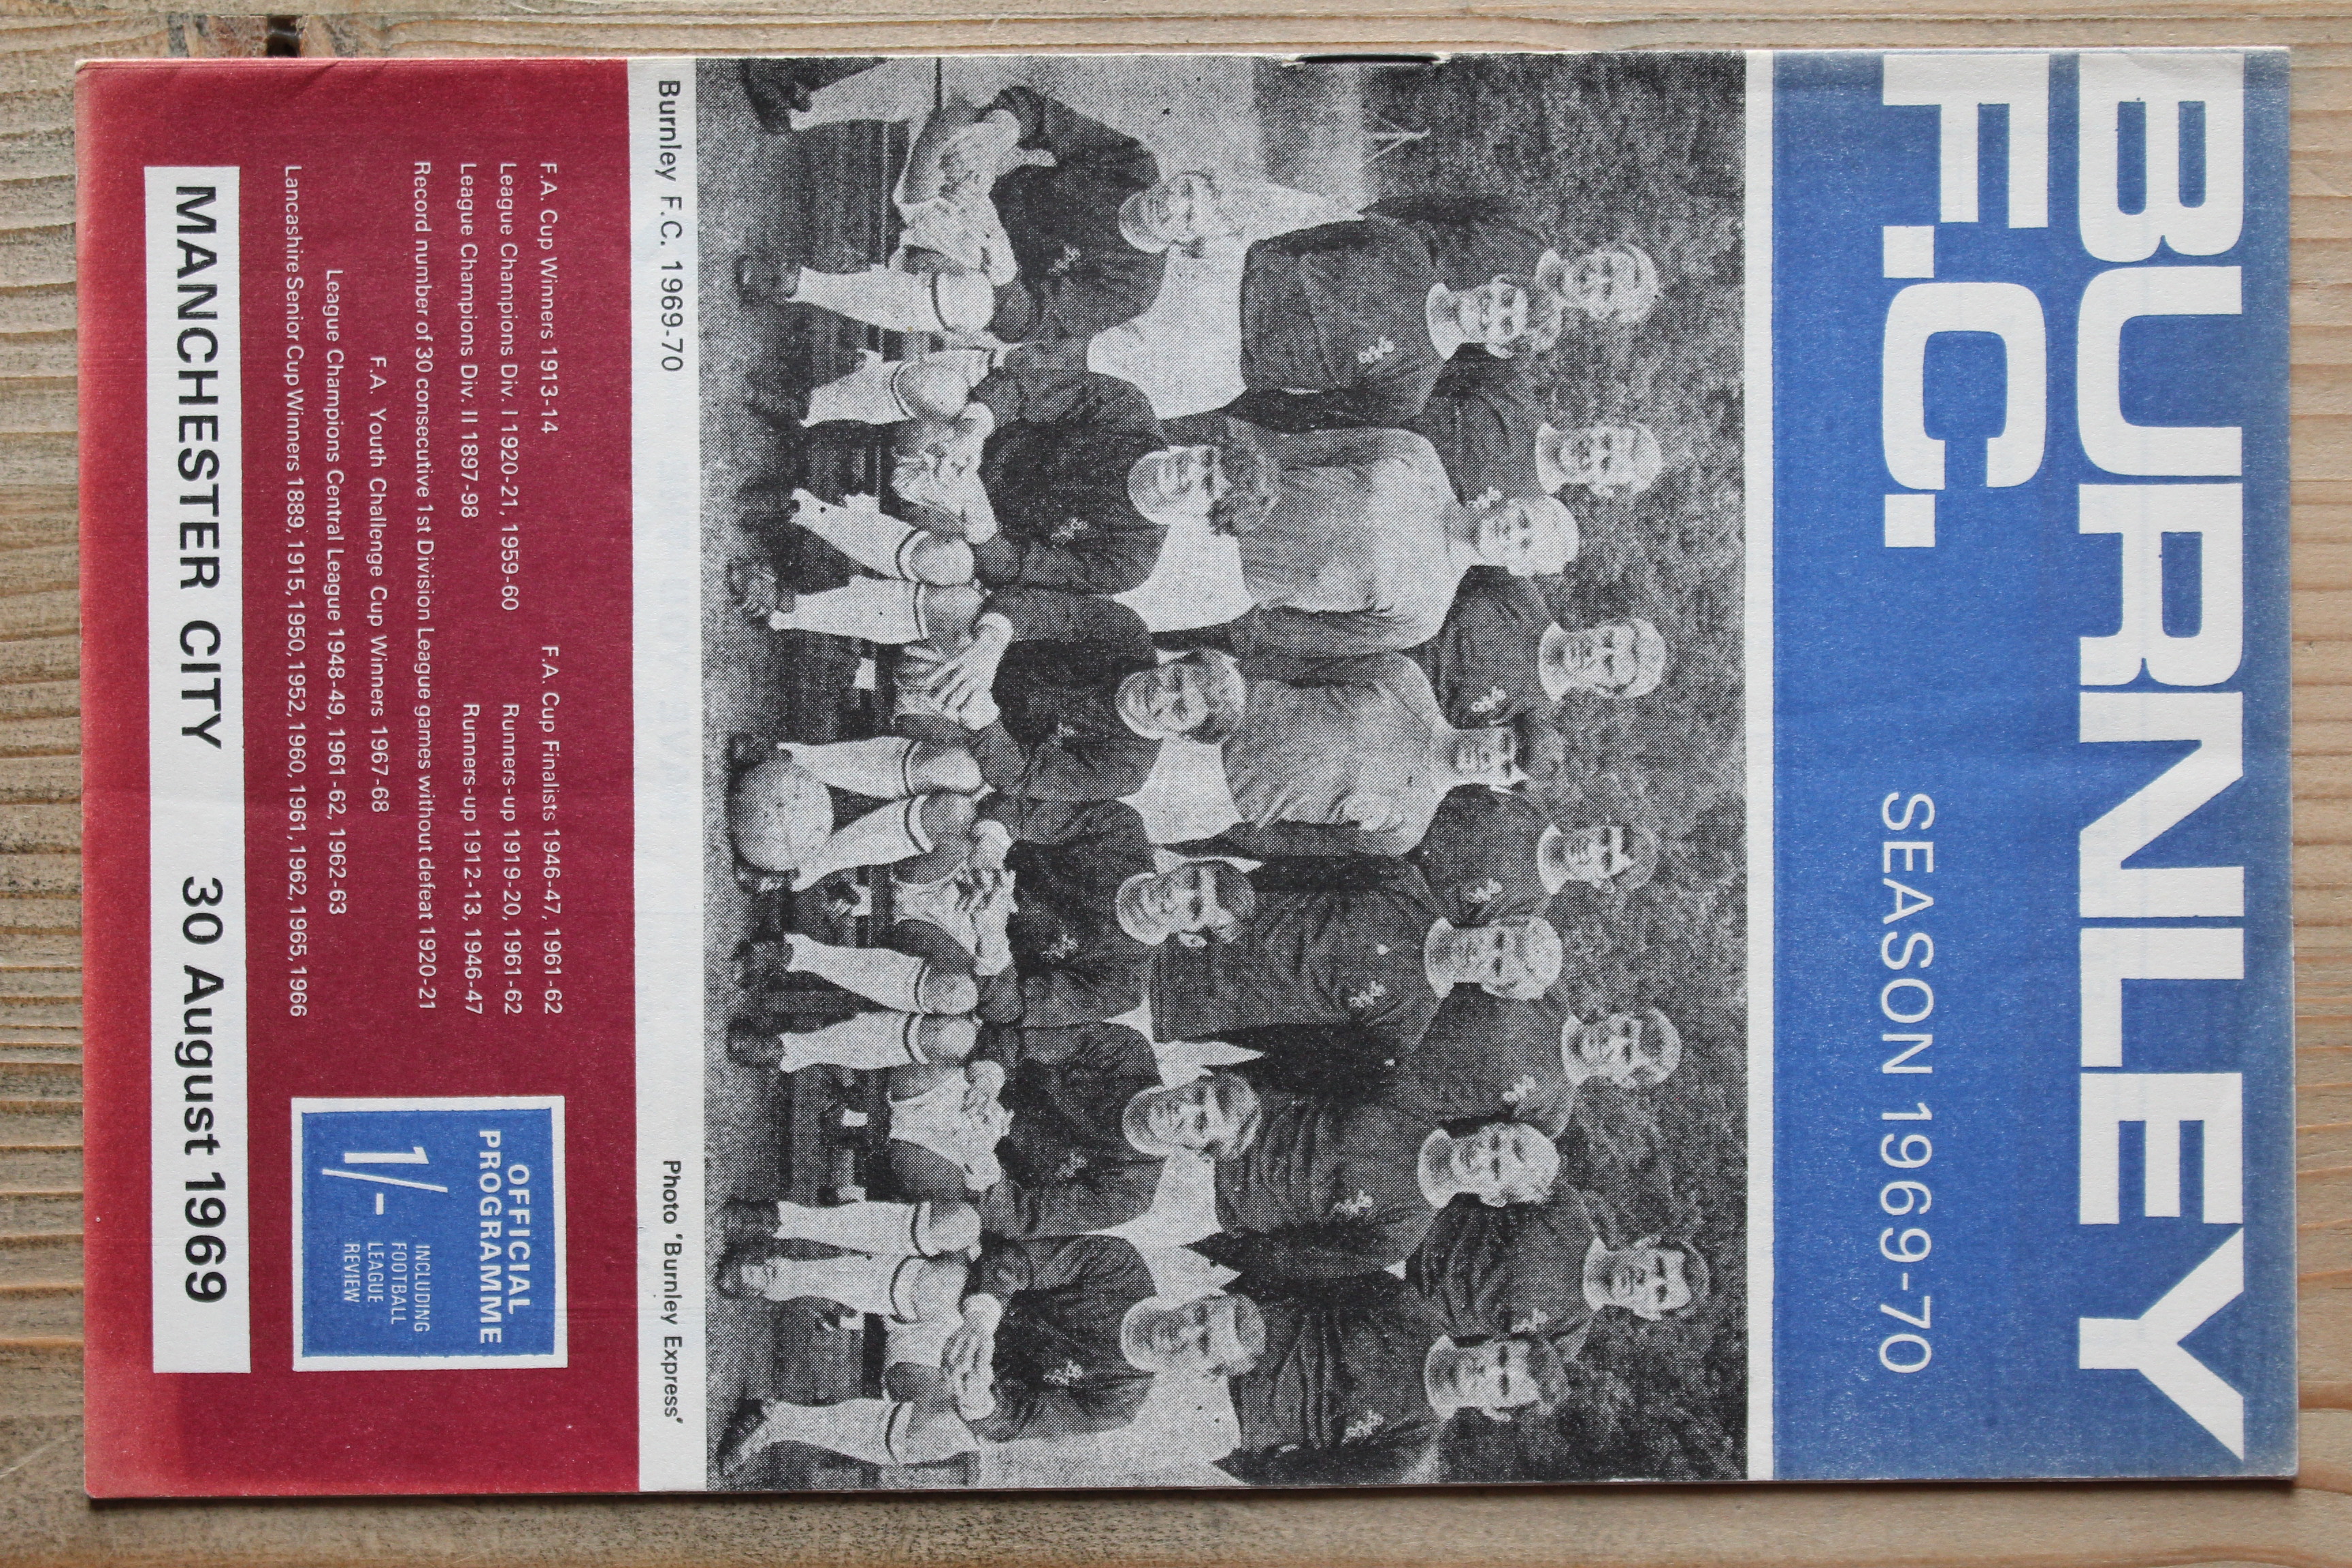 BURNLEY
F.C.
SEASON 1969-70
Burnley F.C. 1969-70
Photo 'Burnley Express'
F.A. Cup Winners 1913-14
F.A. Cup Finalists 1946-47, 1961-62
League Champions Div. I 1920-21, 1959-60
Runners-up 1919-20, 1961-62
League Champions Div. II 1897-98
Runners-up 1912-13, 1946-47
Record number of 30 consecutive 1st Division League games without defeat 1920-21
F.A. Youth Challenge Cup Winners 1967-68
League Champions Central League 1948-49, 1961-62, 1962-63
Lancashire Senior Cup Winners 1889, 1915, 1950, 1952, 1960, 1961, 1962, 1965, 1966
OFFICIAL
PROGRAMME
1/-
INCLUDING
FOOTBALL
LEAGUE
REVIEW
MANCHESTER CITY 30 August 1969